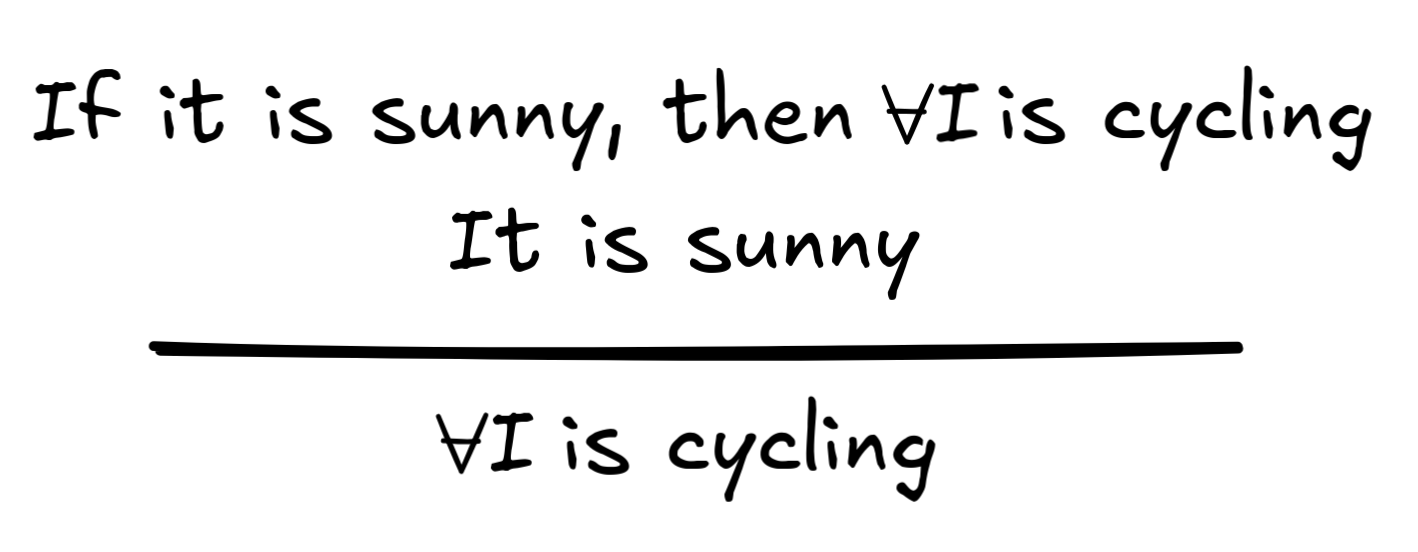 If it is sunny, then ∀I is cycling
It is sunny
∀I is cycling